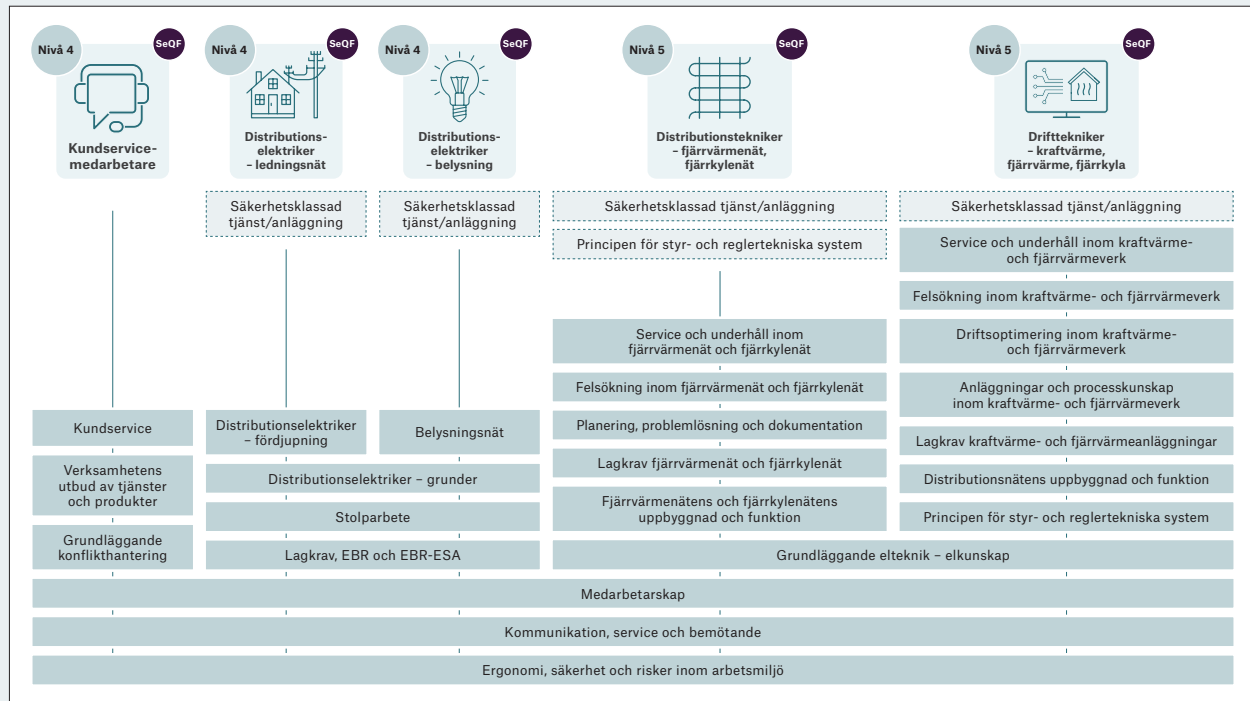 Nivå 4
SeQF
Kundservice-
medarbetare
Nivå 4
SeQF
Distributions-
elektriker
– ledningsnät
Nivå 4
SeQF
Distributions-
elektriker
– belysning
Nivå 5
SeQF
Distributionstekniker
– fjärrvärmenät,
fjärrkylenät
Nivå 5
SeQF
Drifttekniker
– kraftvärme,
fjärrvärme, fjärrkyla
Säkerhetsklassad
tjänst/anläggning
Säkerhetsklassad
tjänst/anläggning
Säkerhetsklassad tjänst/anläggning
Säkerhetsklassad tjänst/anläggning
Principen för styr- och reglertekniska system
Service och underhåll inom kraftvärme-
och fjärrvärmeverk
Felsökning inom kraftvärme- och fjärrvärmeverk
Service och underhåll inom
fjärrvärmenät och fjärrkylenät
Driftsoptimering inom kraftvärme-
och fjärrvärmeverk
Felsökning inom fjärrvärmenät och fjärrkylenät
Anläggningar och processkunskap
inom kraftvärme- och fjärrvärmeverk
Kundservice
Distributionselektriker
– fördjupning
Belysningsnät
Planering, problemlösning och dokumentation
Lagkrav kraftvärme- och fjärrvärmeanläggningar
Verksamhetens
utbud av tjänster
och produkter
Distributionselektriker – grunder
Lagkrav fjärrvärmenät och fjärrkylenät
Distributionsnätens uppbyggnad och funktion
Stolparbete
Fjärrvärmenätens och fjärrkylenätens
uppbyggnad och funktion
Principen för styr- och reglertekniska system
Grundläggande
konflikthantering
Lagkrav, EBR och EBR-ESA
Grundläggande elteknik – elkunskap
Medarbetarskap
Kommunikation, service och bemötande
Ergonomi, säkerhet och risker inom arbetsmiljö